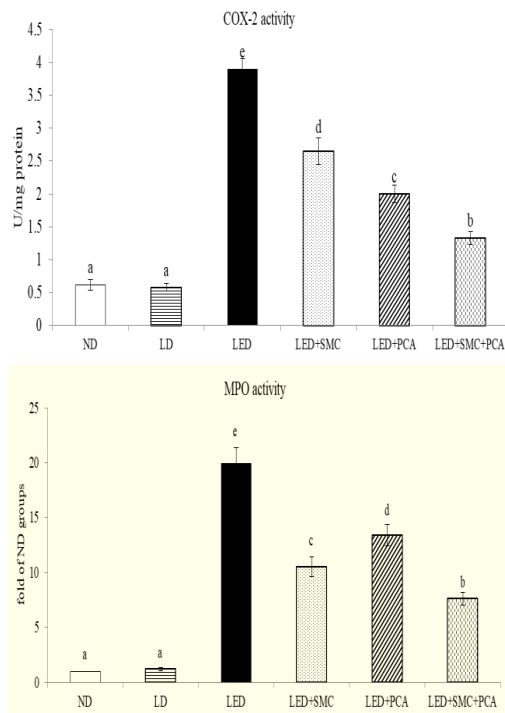 COX-2 activity
U/mg protein
4.5
4
3.5
3
2.5
2
1.5
1
0.5
0
a
a
e
d
c
b
ND LD LED LED+SMC LED+PCA LED+SMC+PCA
MPO activity
fold of ND groups
25
20
15
10
5
0
a
a
e
c
d
b
ND LD LED LED+SMC LED+PCA LED+SMC+PCA